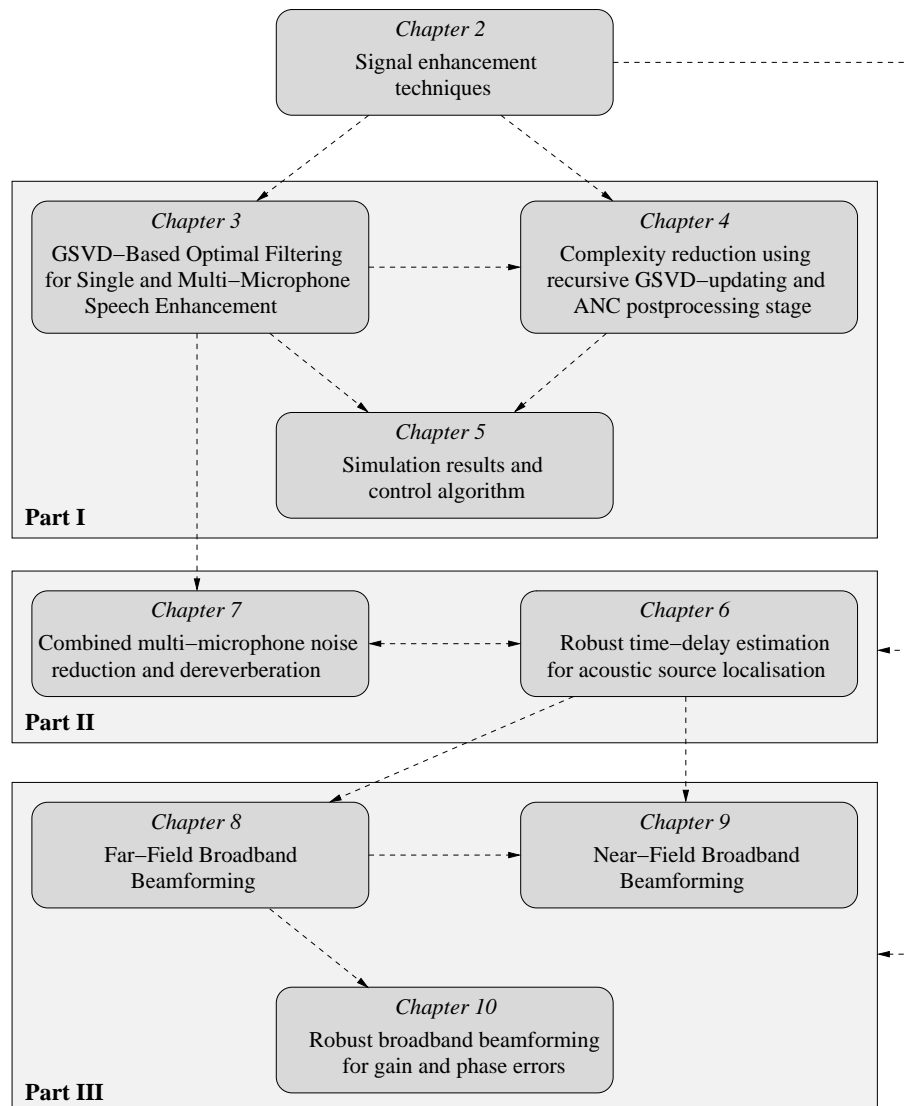 Chapter 2
Signal enhancement
techniques
Chapter 3
GSVD−Based Optimal Filtering
for Single and Multi−Microphone
Speech Enhancement
Chapter 4
Complexity reduction using
recursive GSVD−updating and
ANC postprocessing stage
Chapter 5
Simulation results and
control algorithm
Part I
Chapter 7
Combined multi−microphone noise
reduction and dereverberation
Chapter 6
Robust time−delay estimation
for acoustic source localisation
Part II
Chapter 8
Far−Field Broadband
Beamforming
Chapter 9
Near−Field Broadband
Beamforming
Chapter 10
Robust broadband beamforming
for gain and phase errors
Part III